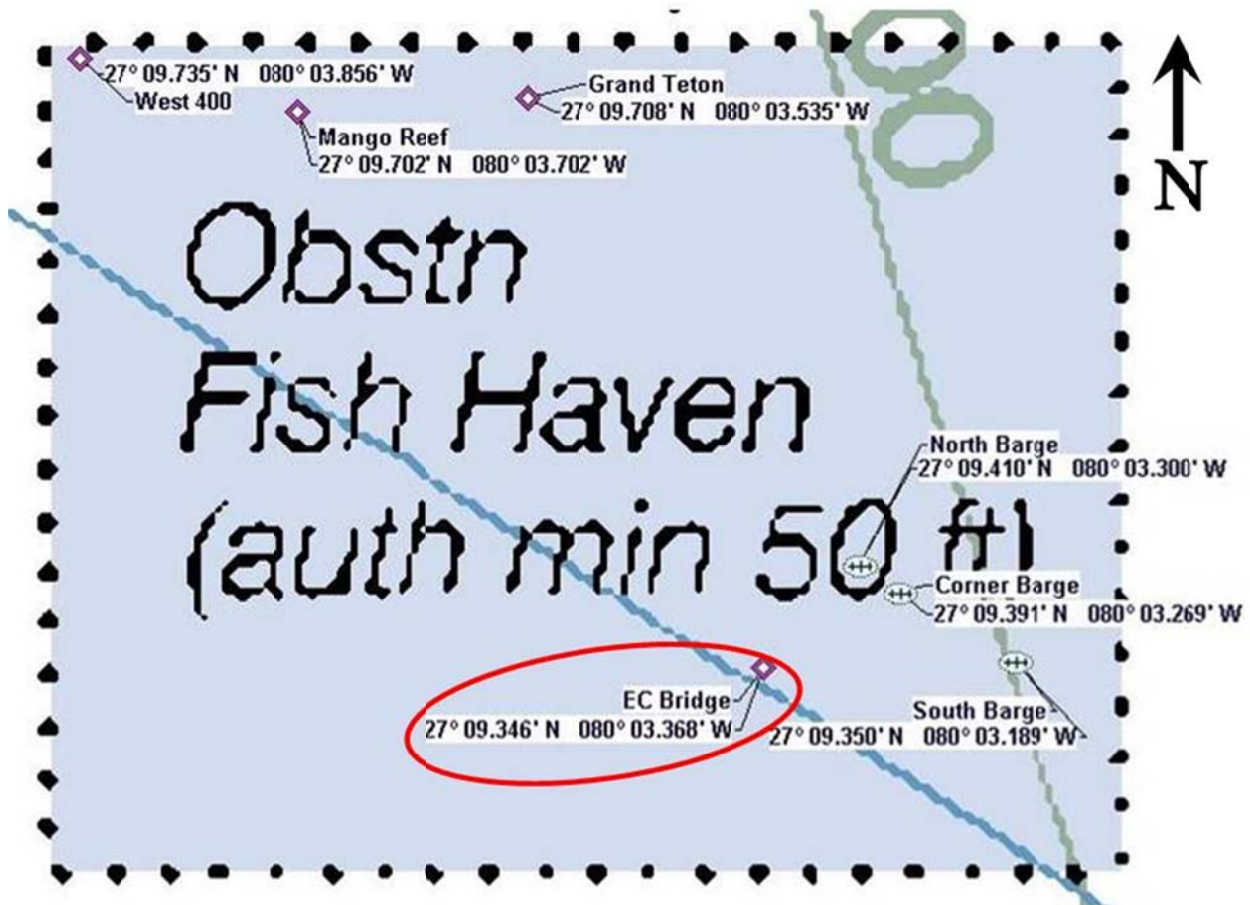 27° 09.735' N 080° 03.856' W
West 400
Grand Teton
27° 09.708' N 080° 03.535' W
Mango Reef
27° 09.702' N 080° 03.702' W
N
Obstn
Fish Haven
(auth min 50 ft)
North Barge
27° 09.410' N 080° 03.300' W
Corner Barge
27° 09.391' N 080° 03.269' W
EC Bridge
27° 09.346' N 080° 03.368' W
South Barge
27° 09.350' N 080° 03.189' W